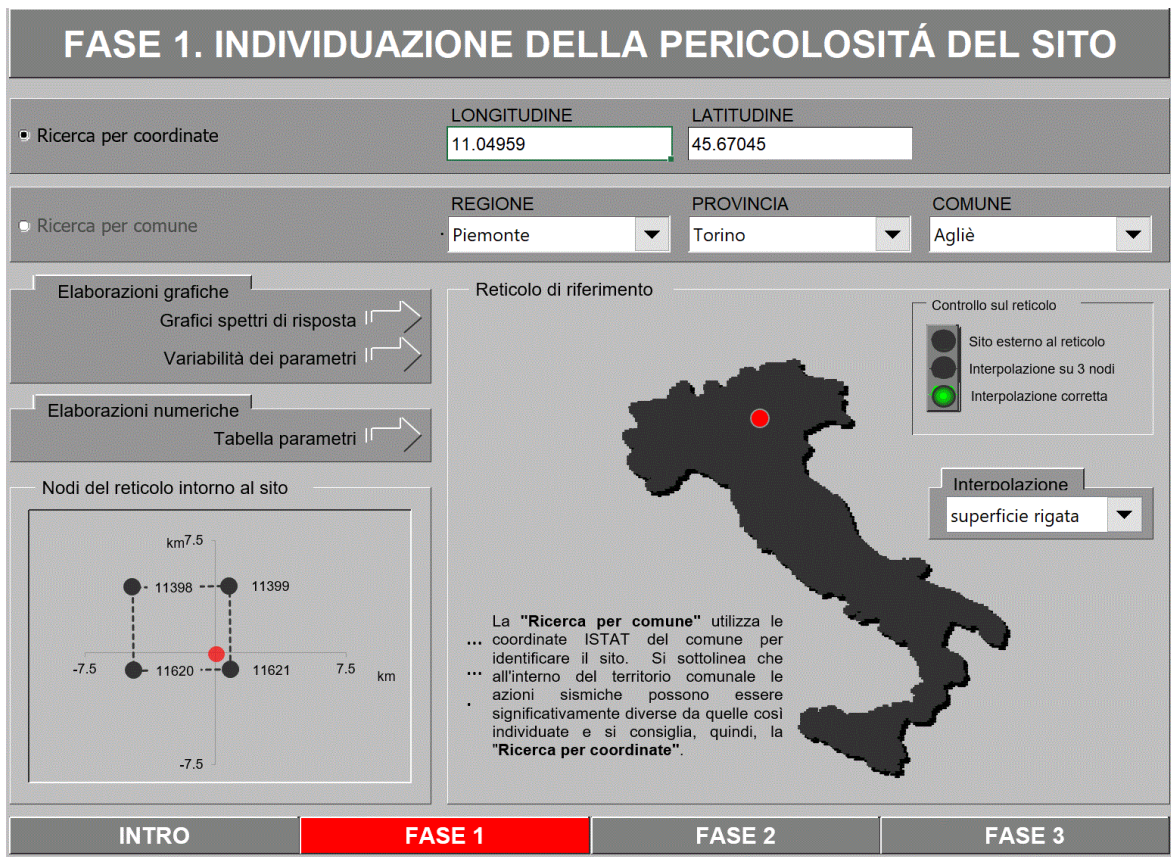 FASE 1. INDIVIDUAZIONE DELLA PERICOLOSITÁ DEL SITO
Ricerca per coordinate
LONGITUDINE
LATITUDINE
11.04959
45.67045
Ricerca per comune
REGIONE
PROVINCIA
COMUNE
Piemonte
Torino
Agliè
Elaborazioni grafiche
Grafici spettri di risposta
Variabilità dei parametri
Elaborazioni numeriche
Tabella parametri
Nodi del reticolo intorno al sito
km
7.5
11398
11399
-7.5
11620
11621
7.5
km
-7.5
Reticolo di riferimento
Controllo sul reticolo
Sito esterno al reticolo
Interpolazione su 3 nodi
Interpolazione corretta
Interpolazione
superficie rigata
La "Ricerca per comune" utilizza le
... coordinate ISTAT del comune per
identificare il sito. Si sottolinea che
... all'interno del territorio comunale le
. azioni sismiche possono essere
significativamente diverse da quelle così
individuate e si consiglia, quindi, la
"Ricerca per coordinate".
INTRO
FASE 1
FASE 2
FASE 3